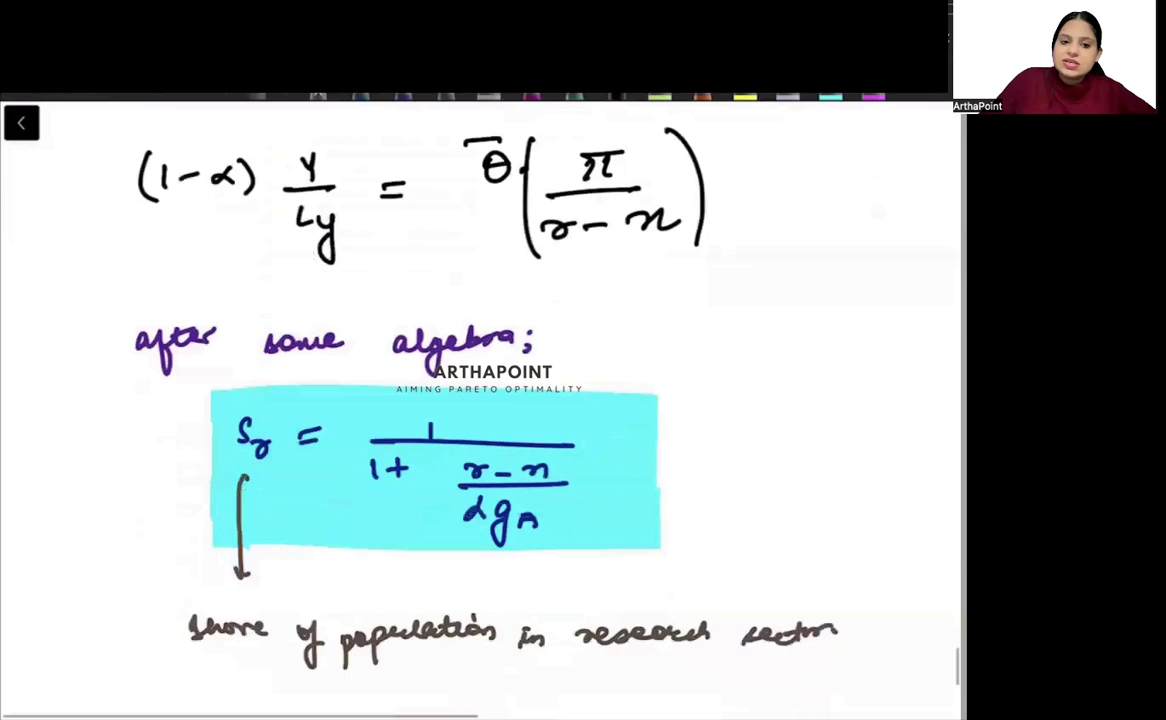 ArthaPoint
(1-α) Y/Ly = θ̄ (π/(r-n))
after some algebra;
ARTHAPOINT
AIMING PARETO OPTIMALITY
Sr = 1/(1 + (r-n)/(αgA))
share of population in research sector